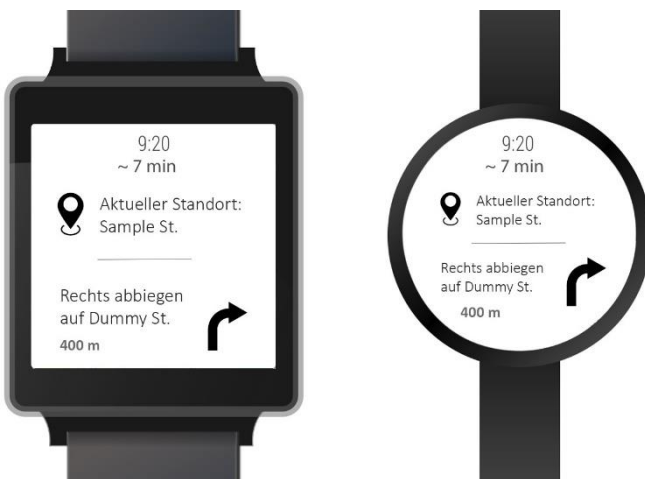 9:20
~ 7 min
Aktueller Standort:
Sample St.
Rechts abbiegen
auf Dummy St.
400 m
9:20
~ 7 min
Aktueller Standort:
Sample St.
Rechts abbiegen
auf Dummy St.
400 m